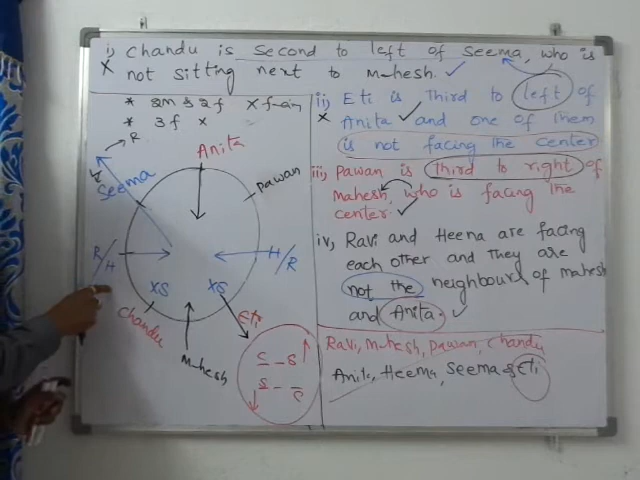 i) Chandu is second to left of Seema, who is
x not sitting next to Mahesh.
* 2m & 2f x f-ain
* 3f x
R
L
Seema
Anita
Pawan
R/H
H/R
xS xS
Chandu
Mahesh
Eti
S
ii) Eti is Third to left of
x Anita and one of them
is not facing the center
iii) Pawan is Third to right of
Mahesh, who is facing the
center.
iv) Ravi and Heena are facing
each other and They are
not the neighbour of mahesh
and Anita.
Ravi, Mahesh, Pawan, Chandu
Anita, Heema, Seema & Eti